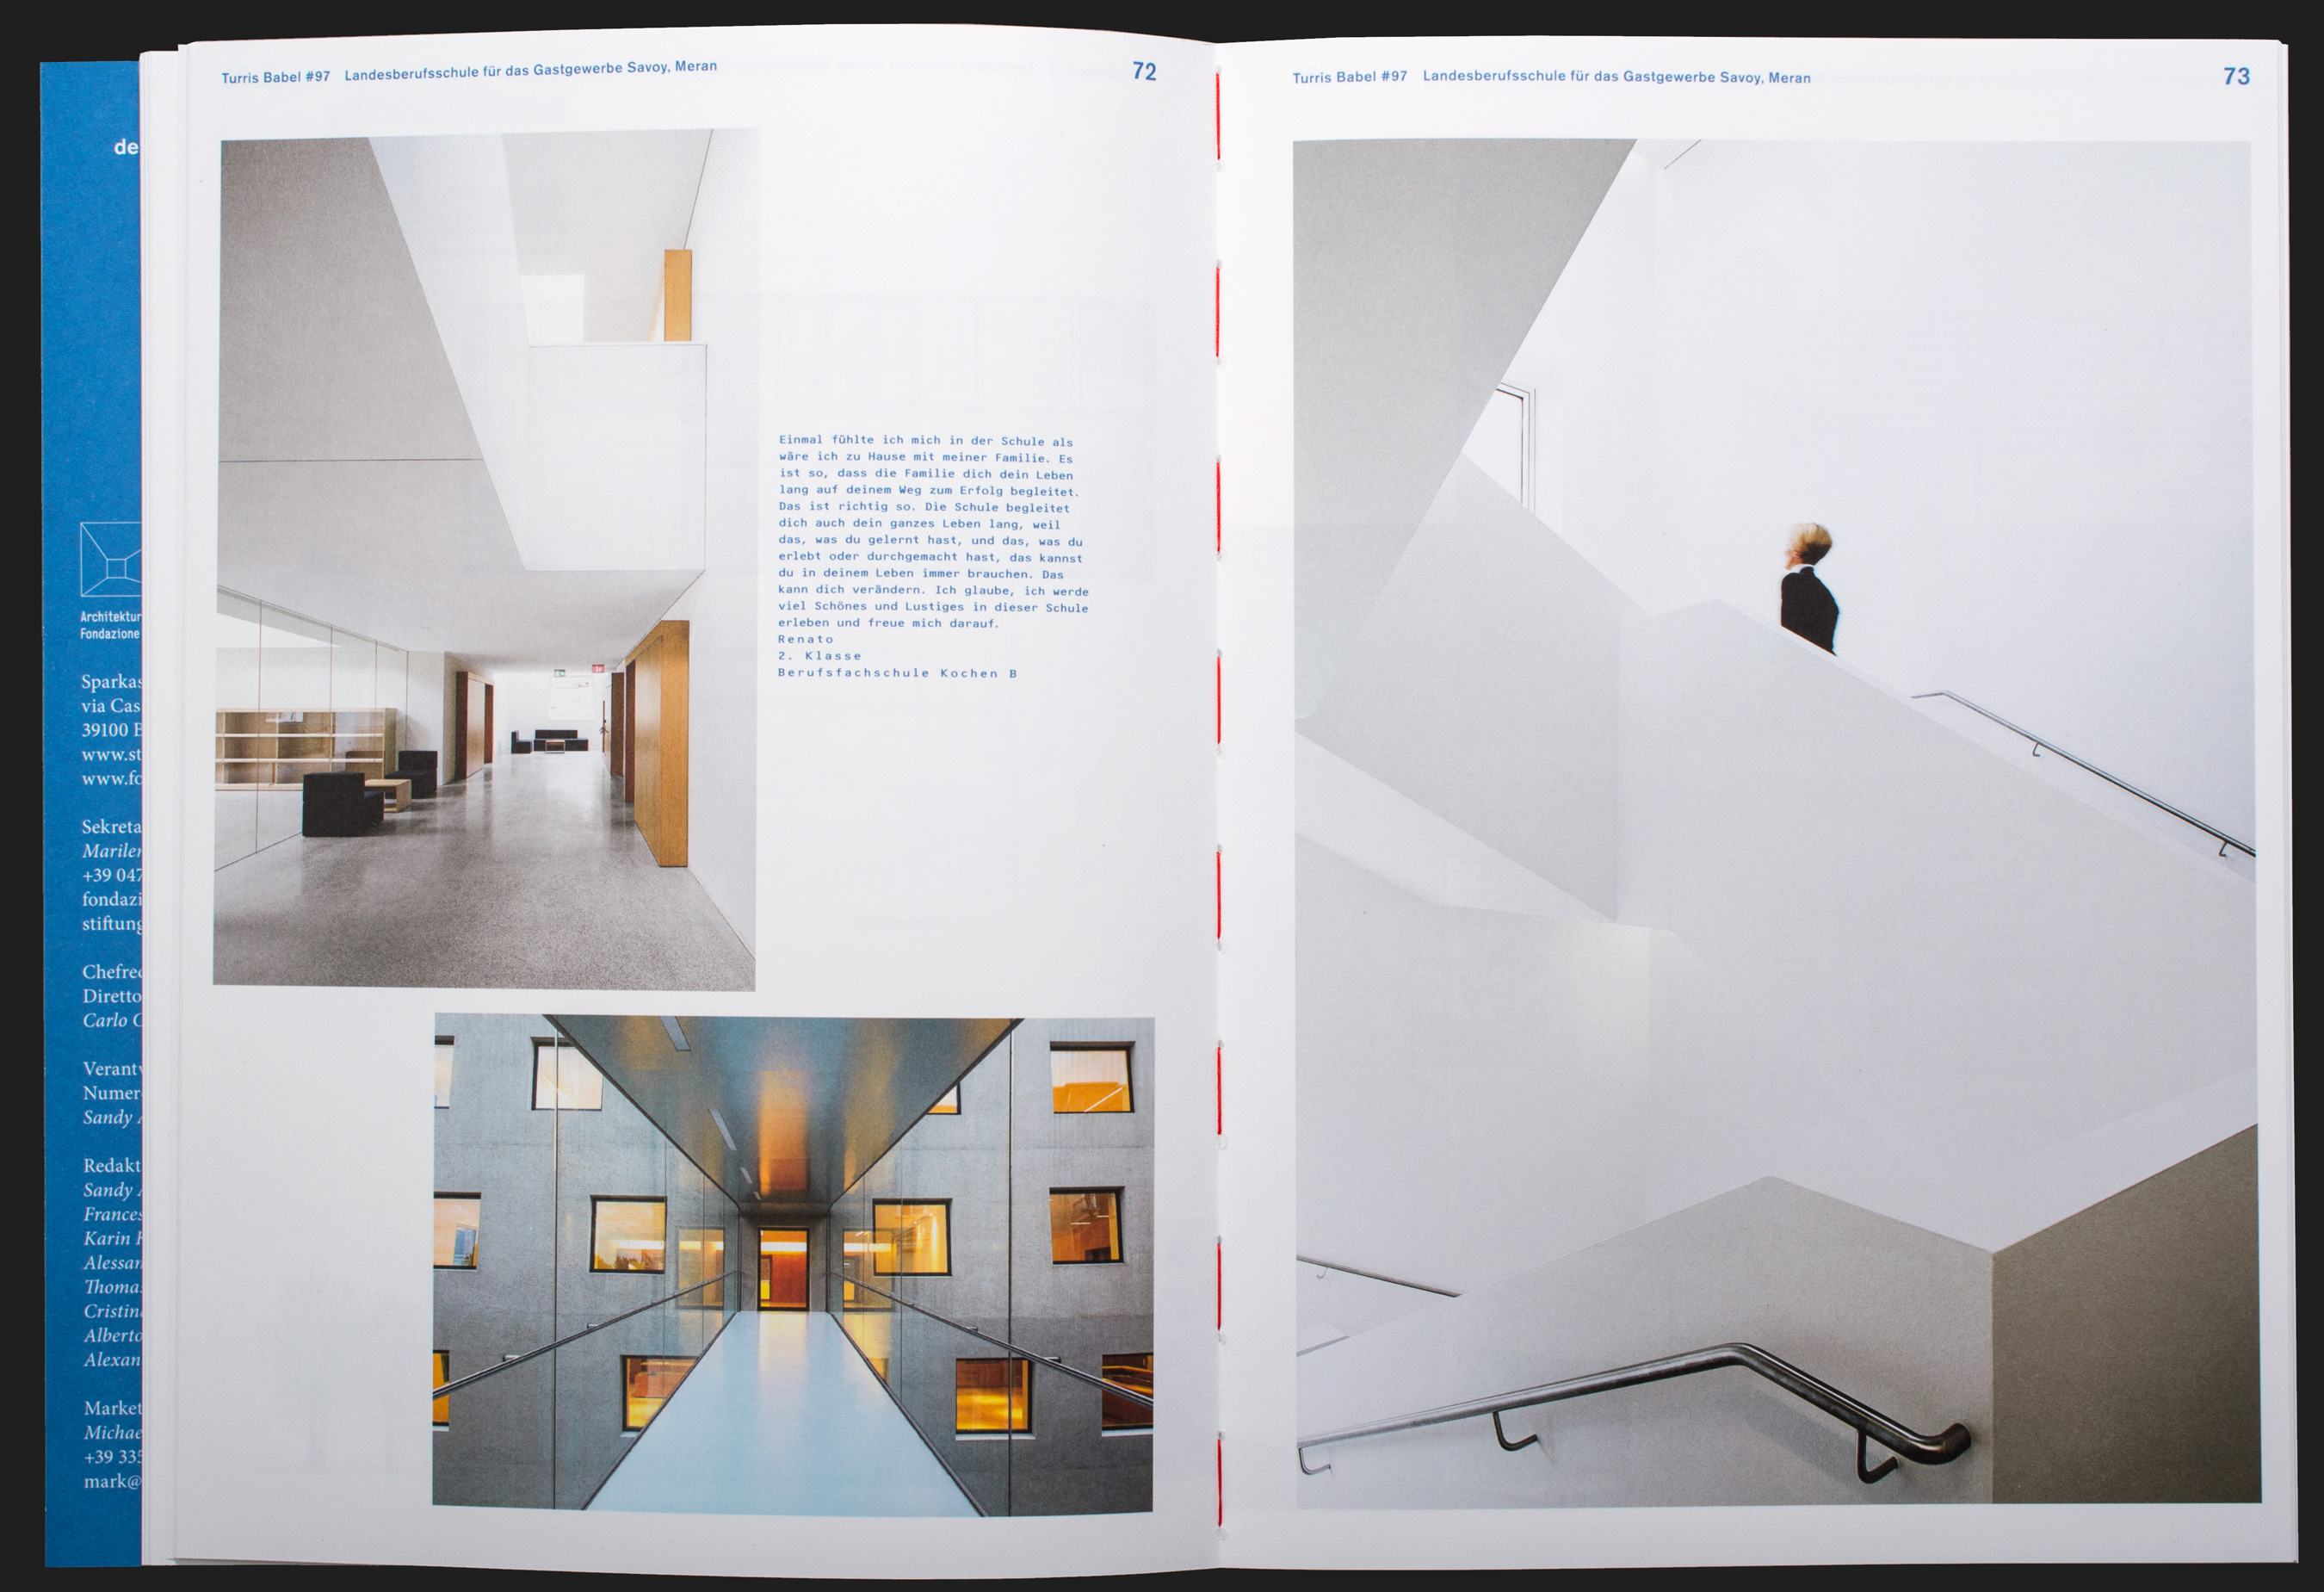 de
Architektur
Fondazione
Sparkas
via Cas
39100 B
www.st
www.fo
Sekreta
Mariler
+39 047
fondazi
stiftung
Chefred
Diretto
Carlo C
Verantw
Numer
Sandy A
Redakt
Sandy A
Frances
Karin
Alessan
Thomas
Cristina
Alberto
Alexan
Market
Michae
+39 335
mark@
Turris Babel #97 Landesberufsschule für das Gastgewerbe Savoy, Meran
72
Einmal fühlte ich mich in der Schule als
wäre ich zu Hause mit meiner Familie. Es
ist so, dass die Familie dich dein Leben
lang auf deinem Weg zum Erfolg begleitet.
Das ist richtig so. Die Schule begleitet
dich auch dein ganzes Leben lang, weil
das, was du gelernt hast, und das, was du
erlebt oder durchgemacht hast, das kannst
du in deinem Leben immer brauchen. Das
kann dich verändern. Ich glaube, ich werde
viel Schönes und Lustiges in dieser Schule
erleben und freue mich darauf.
Renato
2. Klasse
Berufsfachschule Kochen B
Turris Babel #97 Landesberufsschule für das Gastgewerbe Savoy, Meran
73